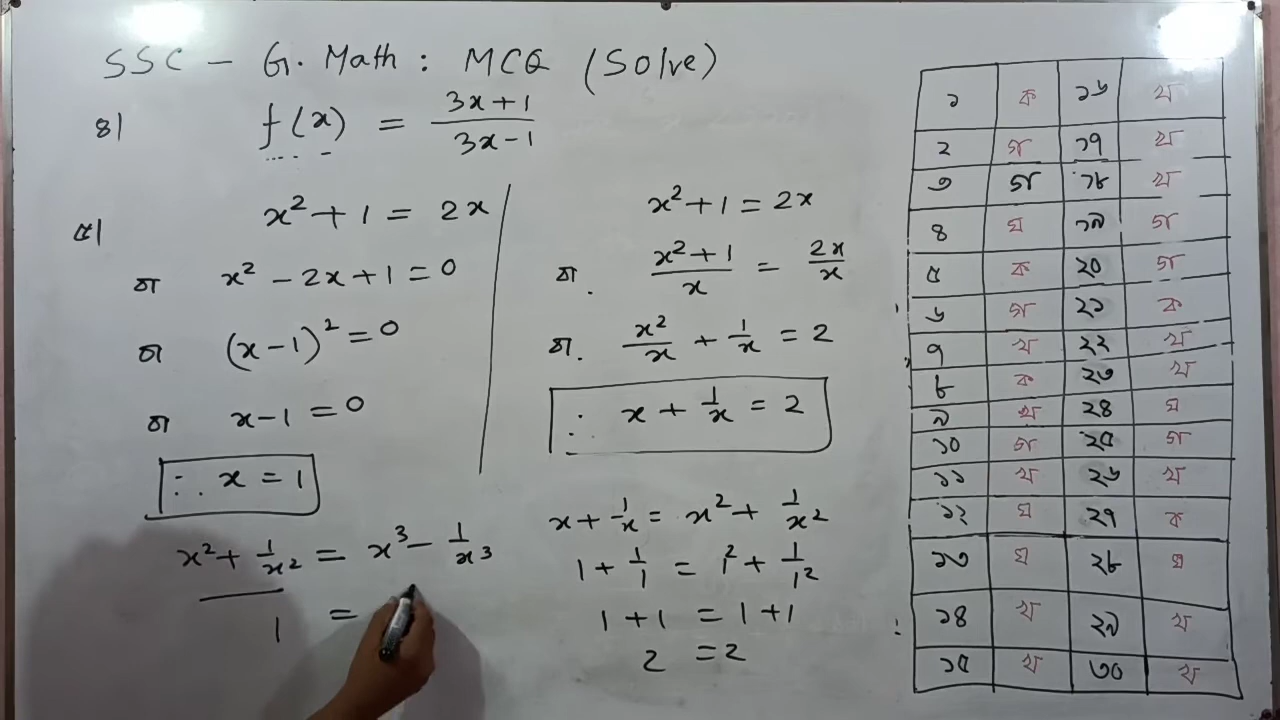 SSC - G. Math : MCQ (Solve)
৪| f(x) = 3x+1 / 3x-1
৫| x² + 1 = 2x
বা x² - 2x + 1 = 0
বা (x-1)² = 0
বা x-1 = 0
∴ x = 1
x² + 1/x² = x³ - 1/x³
1 =
x² + 1 = 2x
বা. x² + 1 / x = 2x / x
বা. x²/x + 1/x = 2
∴ x + 1/x = 2
x + 1/x = x² + 1/x²
1 + 1/1 = 1² + 1/1²
1 + 1 = 1 + 1
2 = 2
১ ক ১৬ খ
২ গ ১৭ খ
৩ গ ১৮ খ
৪ ঘ ১৯ গ
৫ ক ২০ গ
৬ গ ২১ ক
৭ খ ২২ খ
৮ ক ২৩ খ
৯ খ ২৪ ঘ
১০ গ ২৫ গ
১১ খ ২৬ খ
১২ ঘ ২৭ ক
১৩ ঘ ২৮ ঘ
১৪ খ ২৯ খ
১৫ খ ৩০ খ